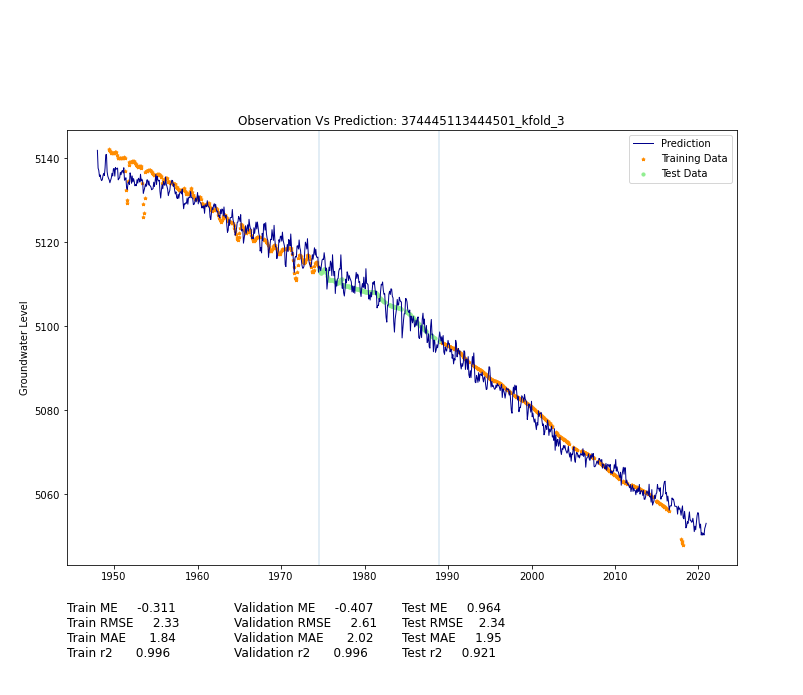 Observation Vs Prediction: 374445113444501_kfold_3
Prediction
Training Data
Test Data
Groundwater Level
5140
5120
5100
5080
5060
1950 1960 1970 1980 1990 2000 2010 2020
Train ME -0.311 Validation ME -0.407 Test ME 0.964
Train RMSE 2.33 Validation RMSE 2.61 Test RMSE 2.34
Train MAE 1.84 Validation MAE 2.02 Test MAE 1.95
Train r2 0.996 Validation r2 0.996 Test r2 0.921